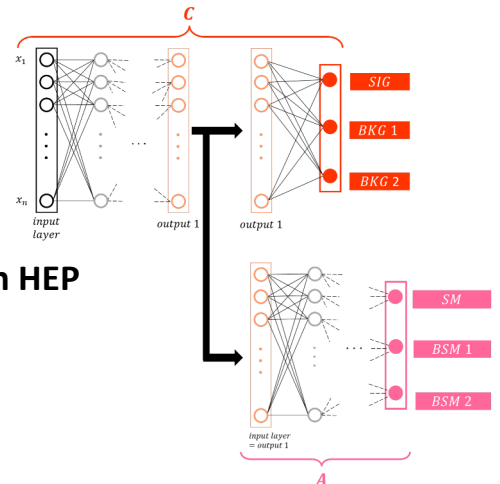 C
x₁
SIG
BKG 1
BKG 2
xₙ
input
layer
output 1
output 1
n HEP
SM
BSM 1
BSM 2
input layer
= output 1
A